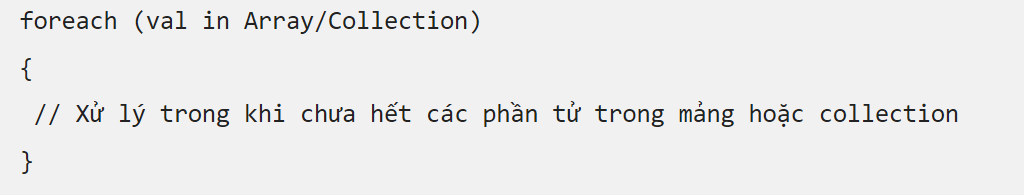 foreach (val in Array/Collection)
{
// Xử lý trong khi chưa hết các phần tử trong mảng hoặc collection
}